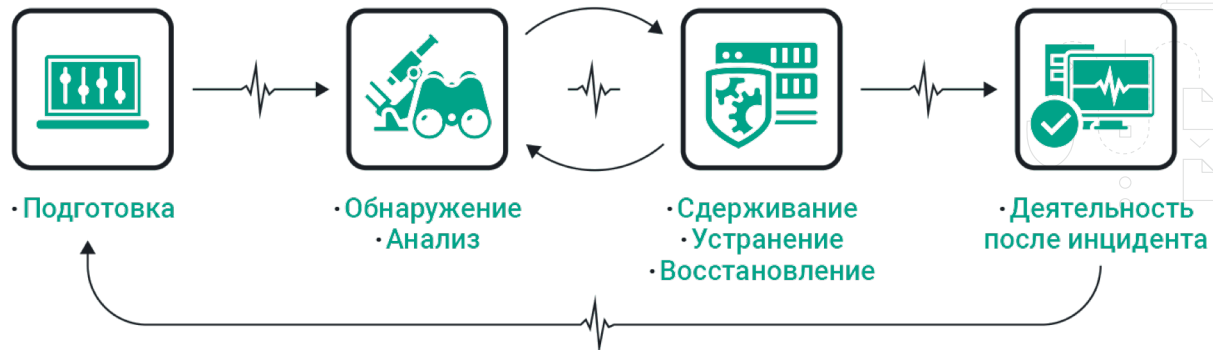 · Подготовка
· Обнаружение
· Анализ
· Сдерживание
· Устранение
· Восстановление
· Деятельность
после инцидента